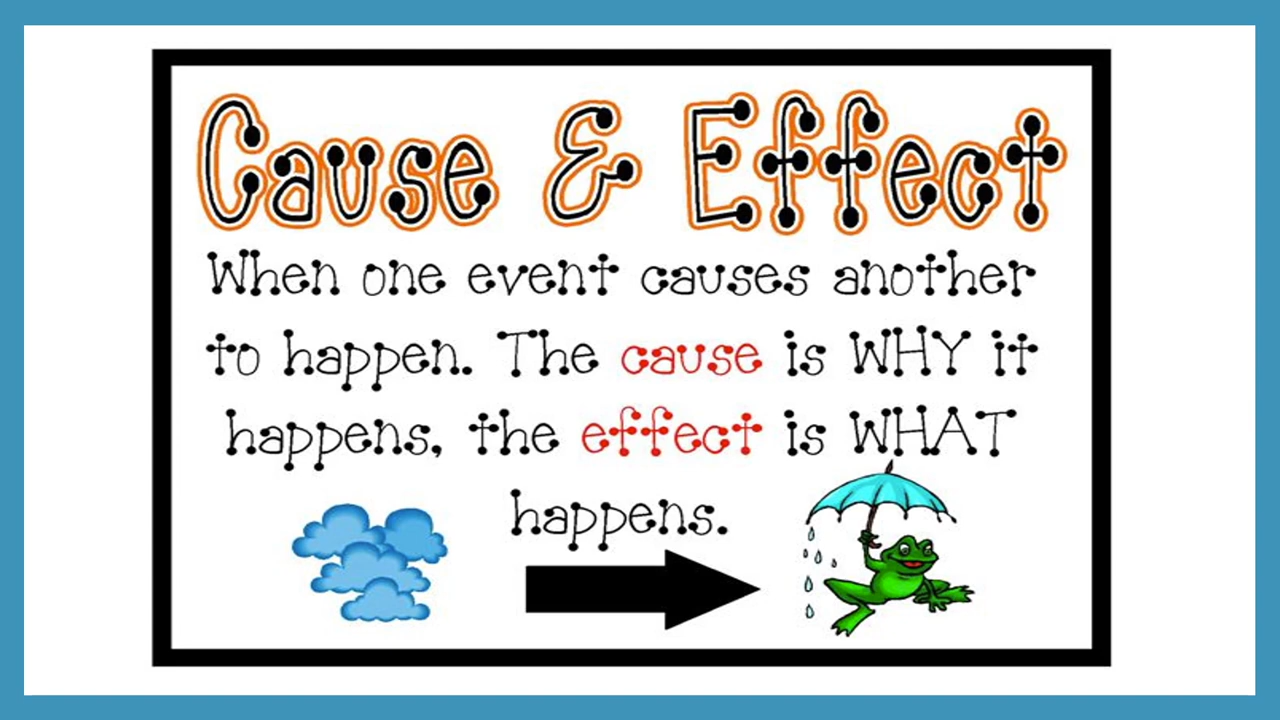 Cause & Effect
When one event causes another
to happen. The cause is WHY it
happens, the effect is WHAT
happens.